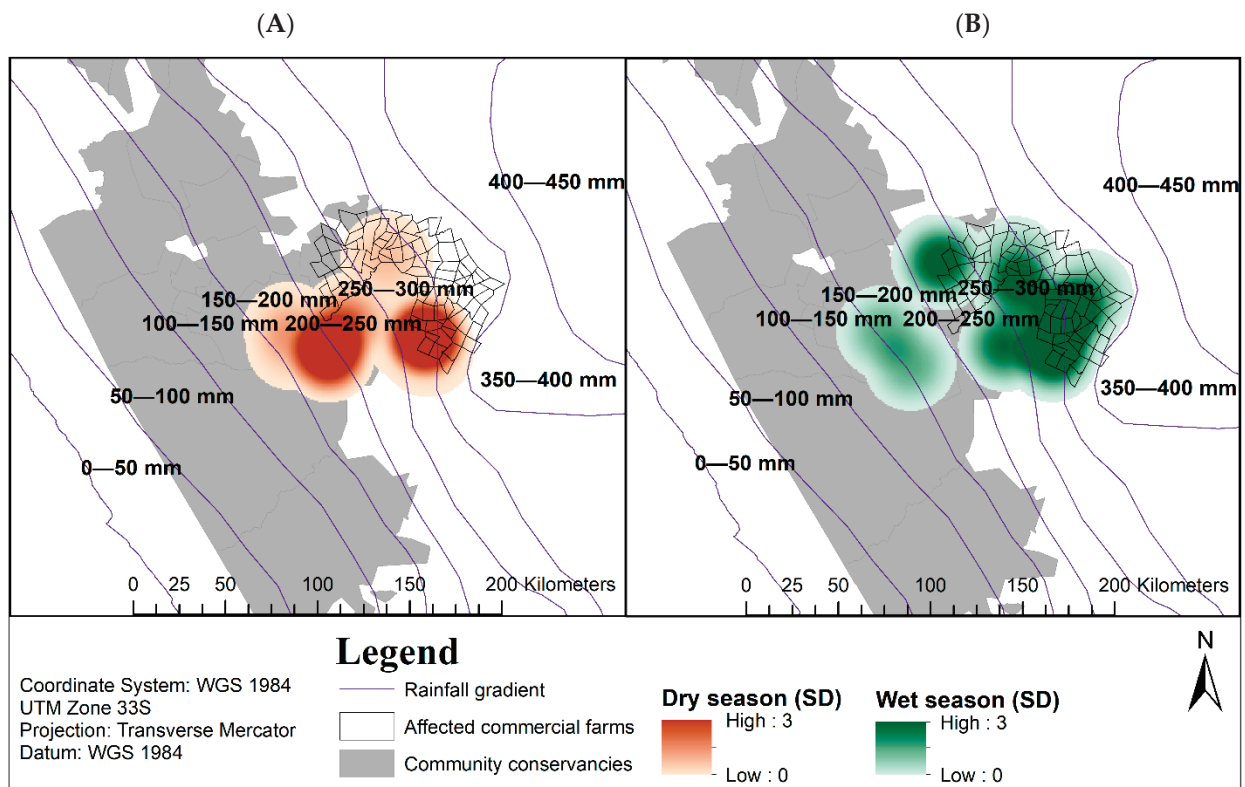 (A)
(B)
400—450 mm
250—300 mm
150—200 mm
100—150 mm 200—250 mm
350—400 mm
50—100 mm
0—50 mm
0 25 50 100 150 200 Kilometers
400—450 mm
250—300 mm
150—200 mm
100—150 mm 200—250 mm
350—400 mm
50—100 mm
0—50 mm
0 25 50 100 150 200 Kilometers
Coordinate System: WGS 1984
UTM Zone 33S
Projection: Transverse Mercator
Datum: WGS 1984
Legend
Rainfall gradient
Affected commercial farms
Community conservancies
Dry season (SD)
High : 3
Low : 0
Wet season (SD)
High : 3
Low : 0
N